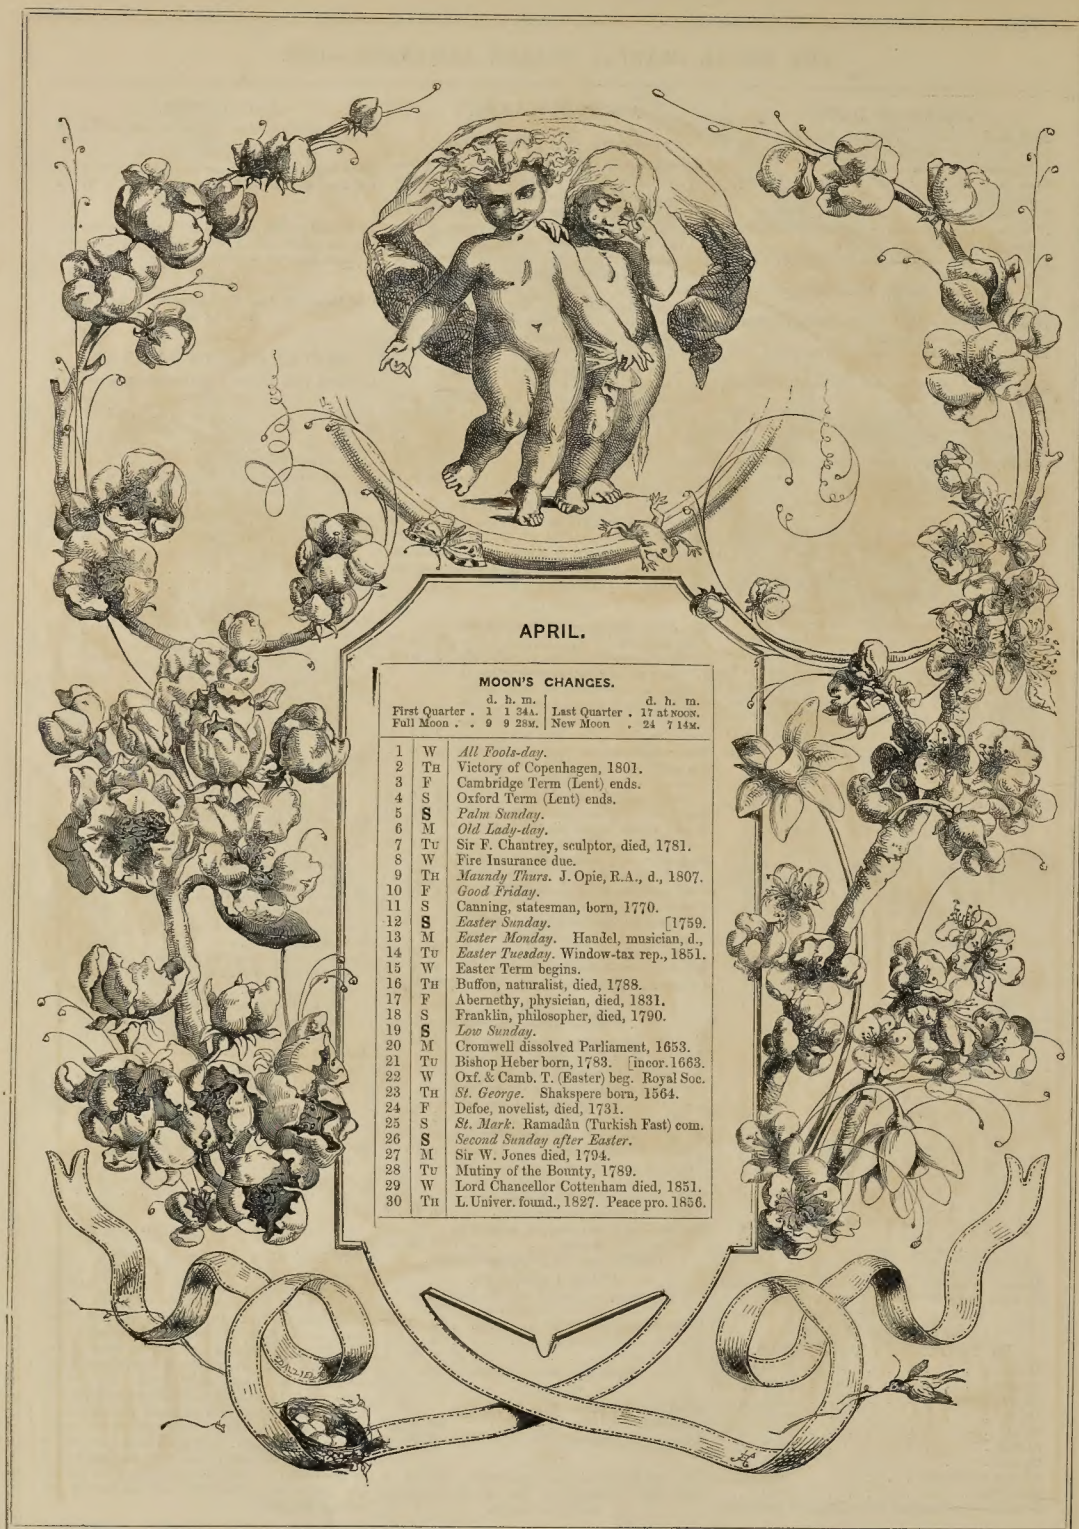 APRIL.
MOON'S CHANGES.
d. h. m. d. h. m.
First Quarter . 1 1 34A. Last Quarter . 17 at NOON.
Full Moon . . 9 9 28M. New Moon . 24 7 14M.
1 W All Fools-day.
2 TH Victory of Copenhagen, 1801.
3 F Cambridge Term (Lent) ends.
4 S Oxford Term (Lent) ends.
5 S Palm Sunday.
6 M Old Lady-day.
7 TU Sir F. Chantrey, sculptor, died, 1781.
8 W Fire Insurance due.
9 TH Maundy Thurs. J. Opie, R.A., d., 1807.
10 F Good Friday.
11 S Canning, statesman, born, 1770.
12 S Easter Sunday. [1759.
13 M Easter Monday. Handel, musician, d.,
14 TU Easter Tuesday. Window-tax rep., 1851.
15 W Easter Term begins.
16 TH Buffon, naturalist, died, 1788.
17 F Abernethy, physician, died, 1831.
18 S Franklin, philosopher, died, 1790.
19 S Low Sunday.
20 M Cromwell dissolved Parliament, 1653.
21 TU Bishop Heber born, 1783. [incor. 1663.
22 W Oxf. & Camb. T. (Easter) beg. Royal Soc.
23 TH St. George. Shakspere born, 1564.
24 F Defoe, novelist, died, 1731.
25 S St. Mark. Ramadân (Turkish Fast) com.
26 S Second Sunday after Easter.
27 M Sir W. Jones died, 1794.
28 TU Mutiny of the Bounty, 1789.
29 W Lord Chancellor Cottenham died, 1851.
30 TH L. Univer. found., 1827. Peace pro. 1856.
DALZIEL